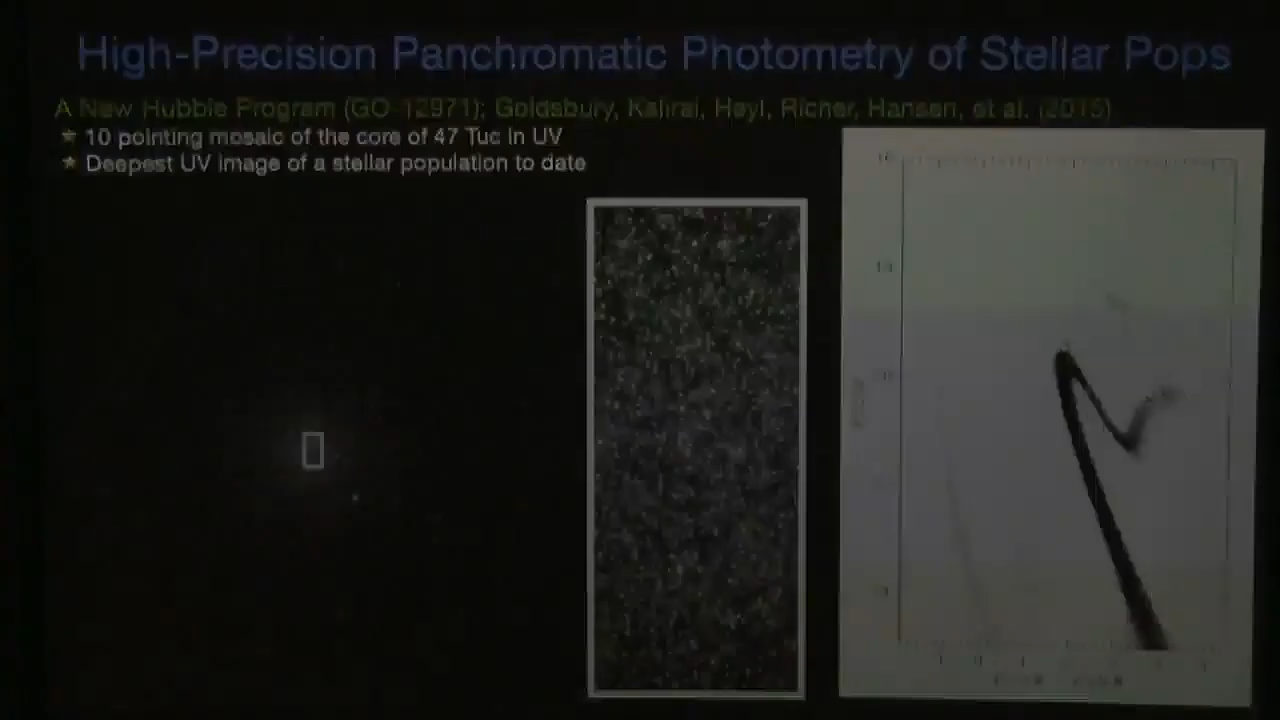 High-Precision Panchromatic Photometry of Stellar Pops
A New Hubble Program (GO-12971); Goldsbury, Kalirai, Heyl, Richer, Hansen, et al. (2015)
★ 10 pointing mosaic of the core of 47 Tuc in UV
★ Deepest UV image of a stellar population to date